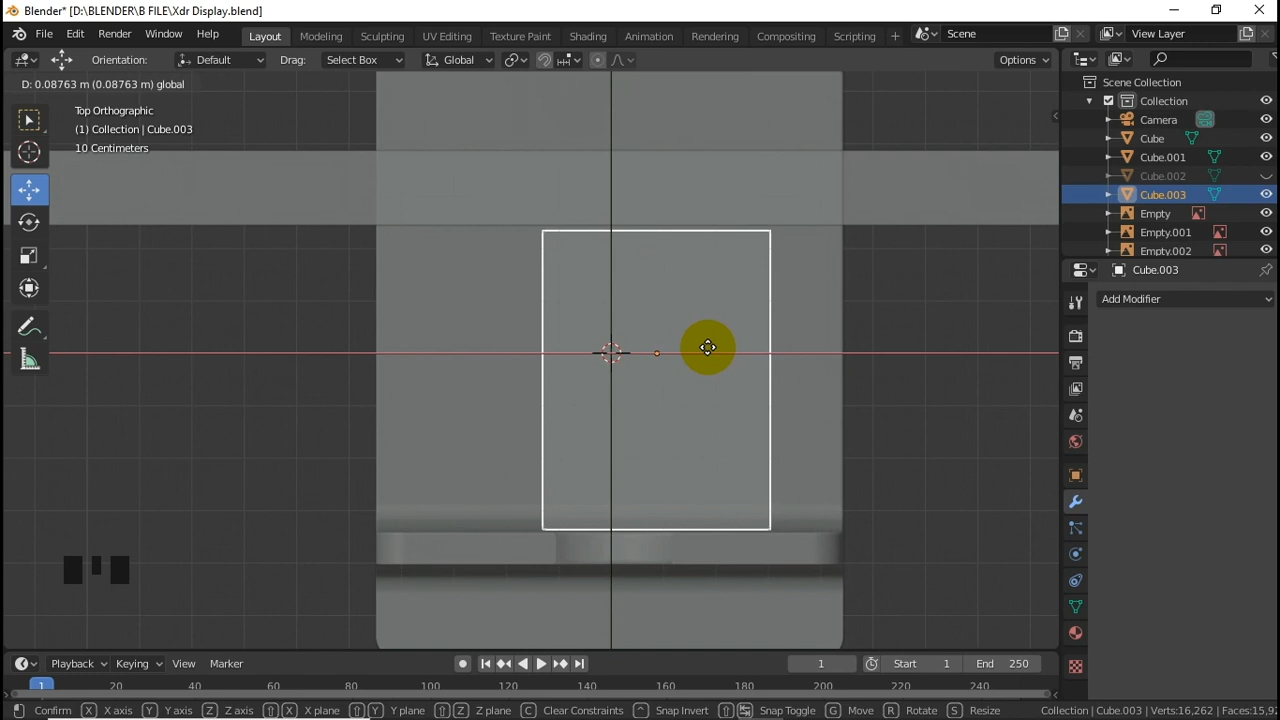 Blender* [D:\BLENDER\B FILE\Xdr Display.blend]
File Edit Render Window Help Layout Modeling Sculpting UV Editing Texture Paint Shading Animation Rendering Compositing Scripting + Scene View Layer
Orientation: Default Drag: Select Box Global Options
D: 0.08763 m (0.08763 m) global
Top Orthographic
(1) Collection | Cube.003
10 Centimeters
Scene Collection
Collection
Camera
Cube
Cube.001
Cube.002
Cube.003
Empty
Empty.001
Empty.002
Cube.003
Add Modifier
Playback Keying View Marker 1 Start 1 End 250
1 20 40 60 80 100 120 140 160 180 200 220 240
Confirm X X axis Y Y axis Z Z axis X X plane Y Y plane Z Z plane C Clear Constraints Snap Invert Snap Toggle G Move R Rotate S Resize Collection | Cube.003 | Verts:16,262 | Faces:15,92